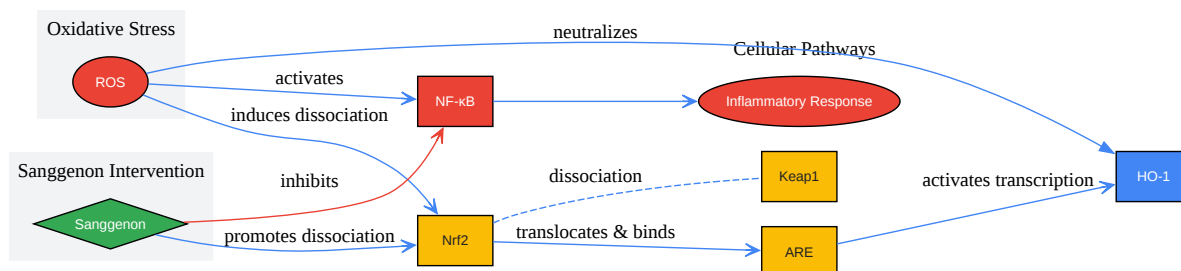 Oxidative Stress
neutralizes
Cellular Pathways
ROS
activates
NF-κB
Inflammatory Response
induces dissociation
Sanggenon Intervention
inhibits
dissociation
Keap1
activates transcription
HO-1
Sanggenon
promotes dissociation
Nrf2
translocates & binds
ARE